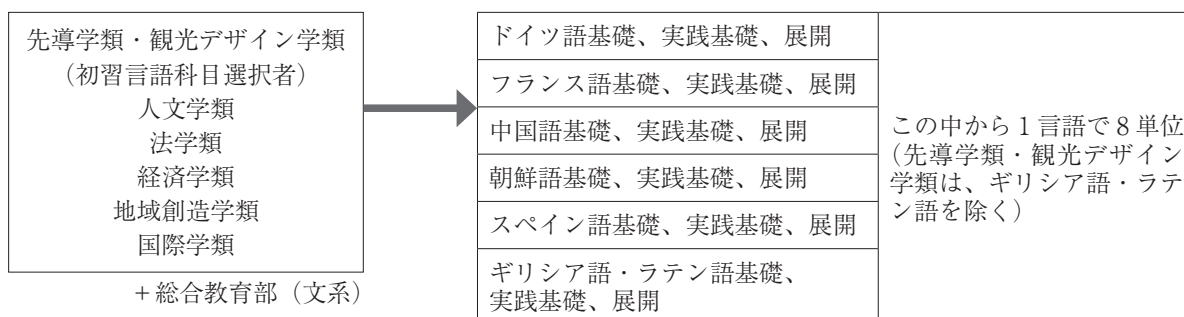 先導学類・観光デザイン学類
(初習言語科目選択者)
人文学類
法学類
経済学類
地域創造学類
国際学類
+総合教育部(文系)
ドイツ語基礎、実践基礎、展開
フランス語基礎、実践基礎、展開
中国語基礎、実践基礎、展開
朝鮮語基礎、実践基礎、展開
スペイン語基礎、実践基礎、展開
ギリシア語・ラテン語基礎、
実践基礎、展開
この中から1言語で8単位
(先導学類・観光デザイン
学類は、ギリシア語・ラテ
ン語を除く)